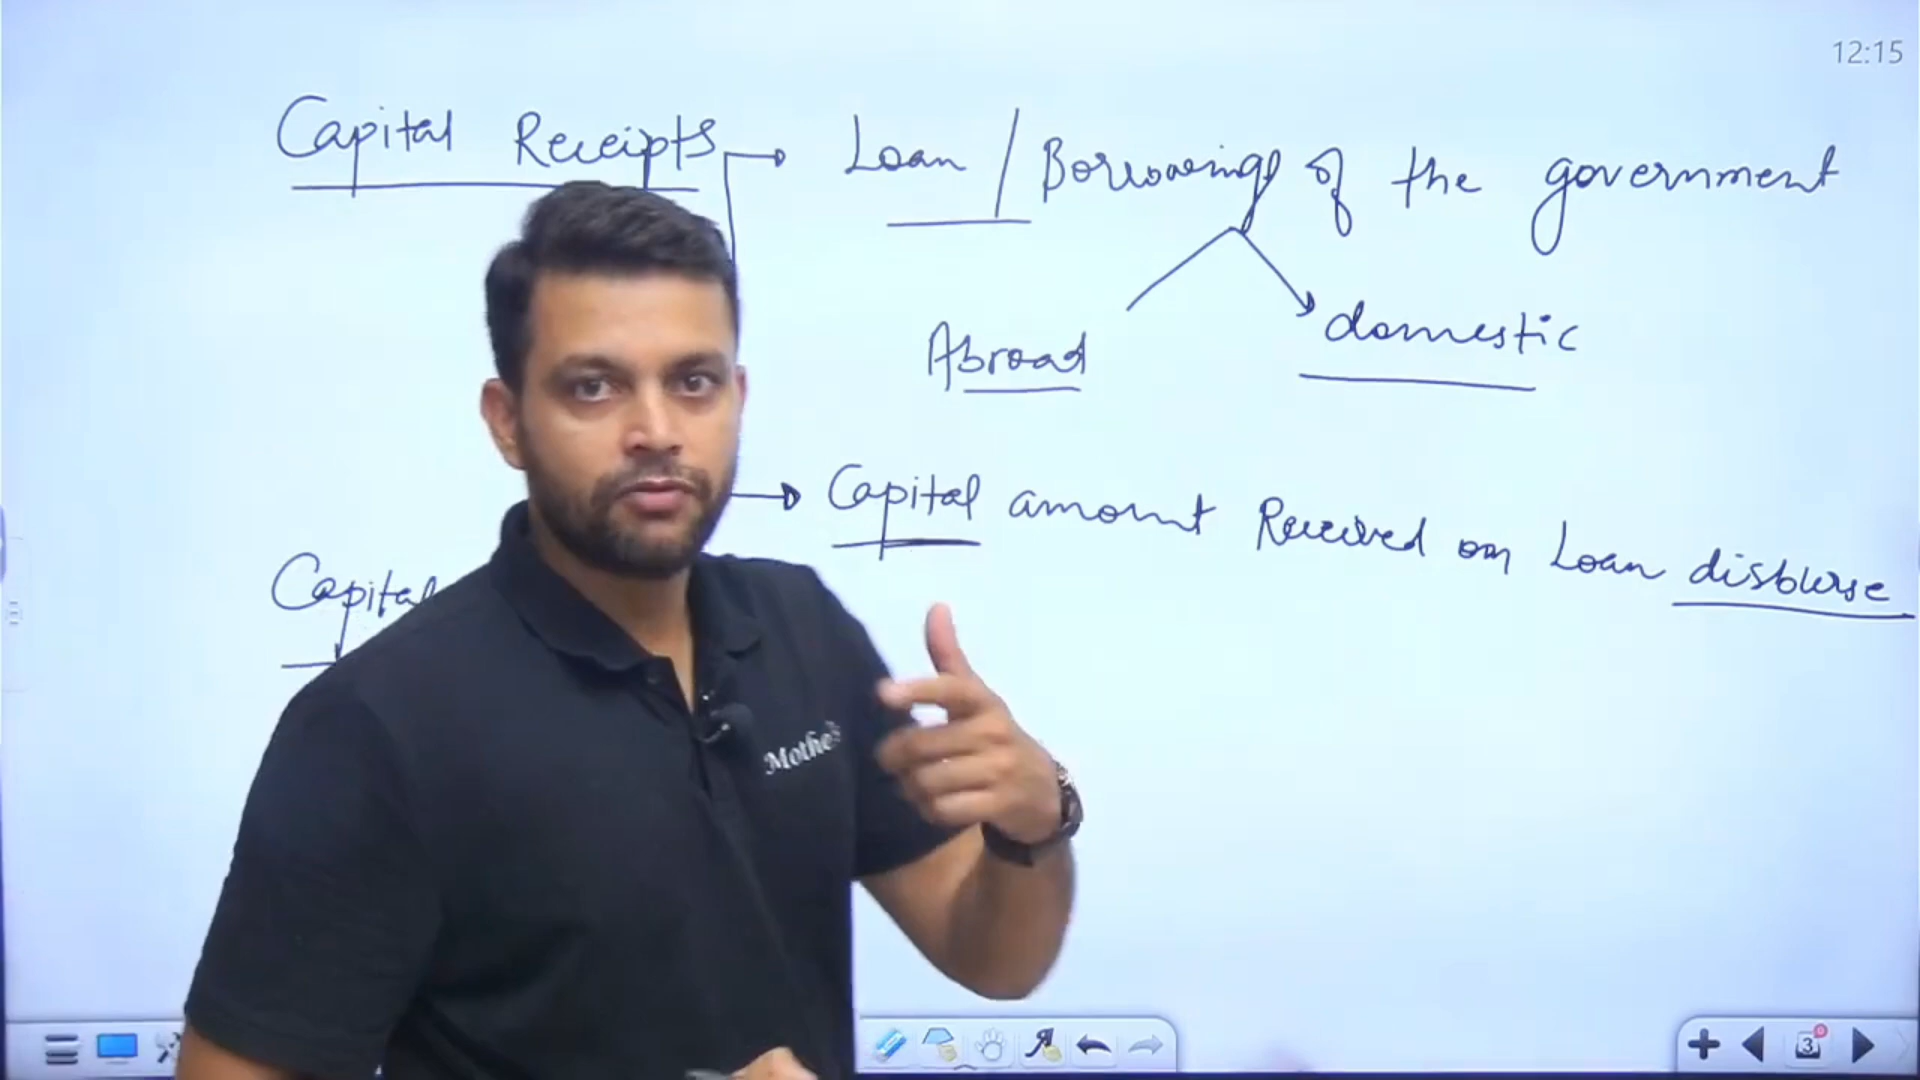 12:15
Capital Receipts → Loan / Borrowings of the government
Abroad
domestic
→ Capital amount Received on Loan disburse
Capital
Mothe
3